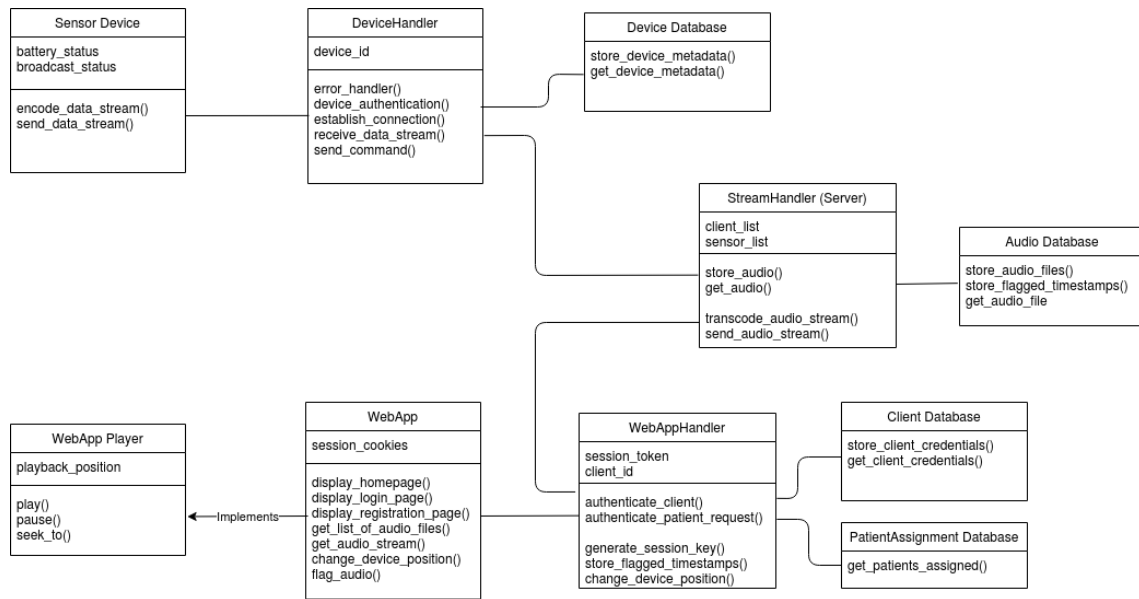 Sensor Device
battery_status
broadcast_status
encode_data_stream()
send_data_stream()
DeviceHandler
device_id
error_handler()
device_authentication()
establish_connection()
receive_data_stream()
send_command()
Device Database
store_device_metadata()
get_device_metadata()
StreamHandler (Server)
client_list
sensor_list
store_audio()
get_audio()
transcode_audio_stream()
send_audio_stream()
Audio Database
store_audio_files()
store_flagged_timestamps()
get_audio_file
WebApp Player
playback_position
play()
pause()
seek_to()
Implements
WebApp
session_cookies
display_homepage()
display_login_page()
display_registration_page()
get_list_of_audio_files()
get_audio_stream()
change_device_position()
flag_audio()
WebAppHandler
session_token
client_id
authenticate_client()
authenticate_patient_request()
generate_session_key()
store_flagged_timestamps()
change_device_position()
Client Database
store_client_credentials()
get_client_credentials()
PatientAssignment Database
get_patients_assigned()